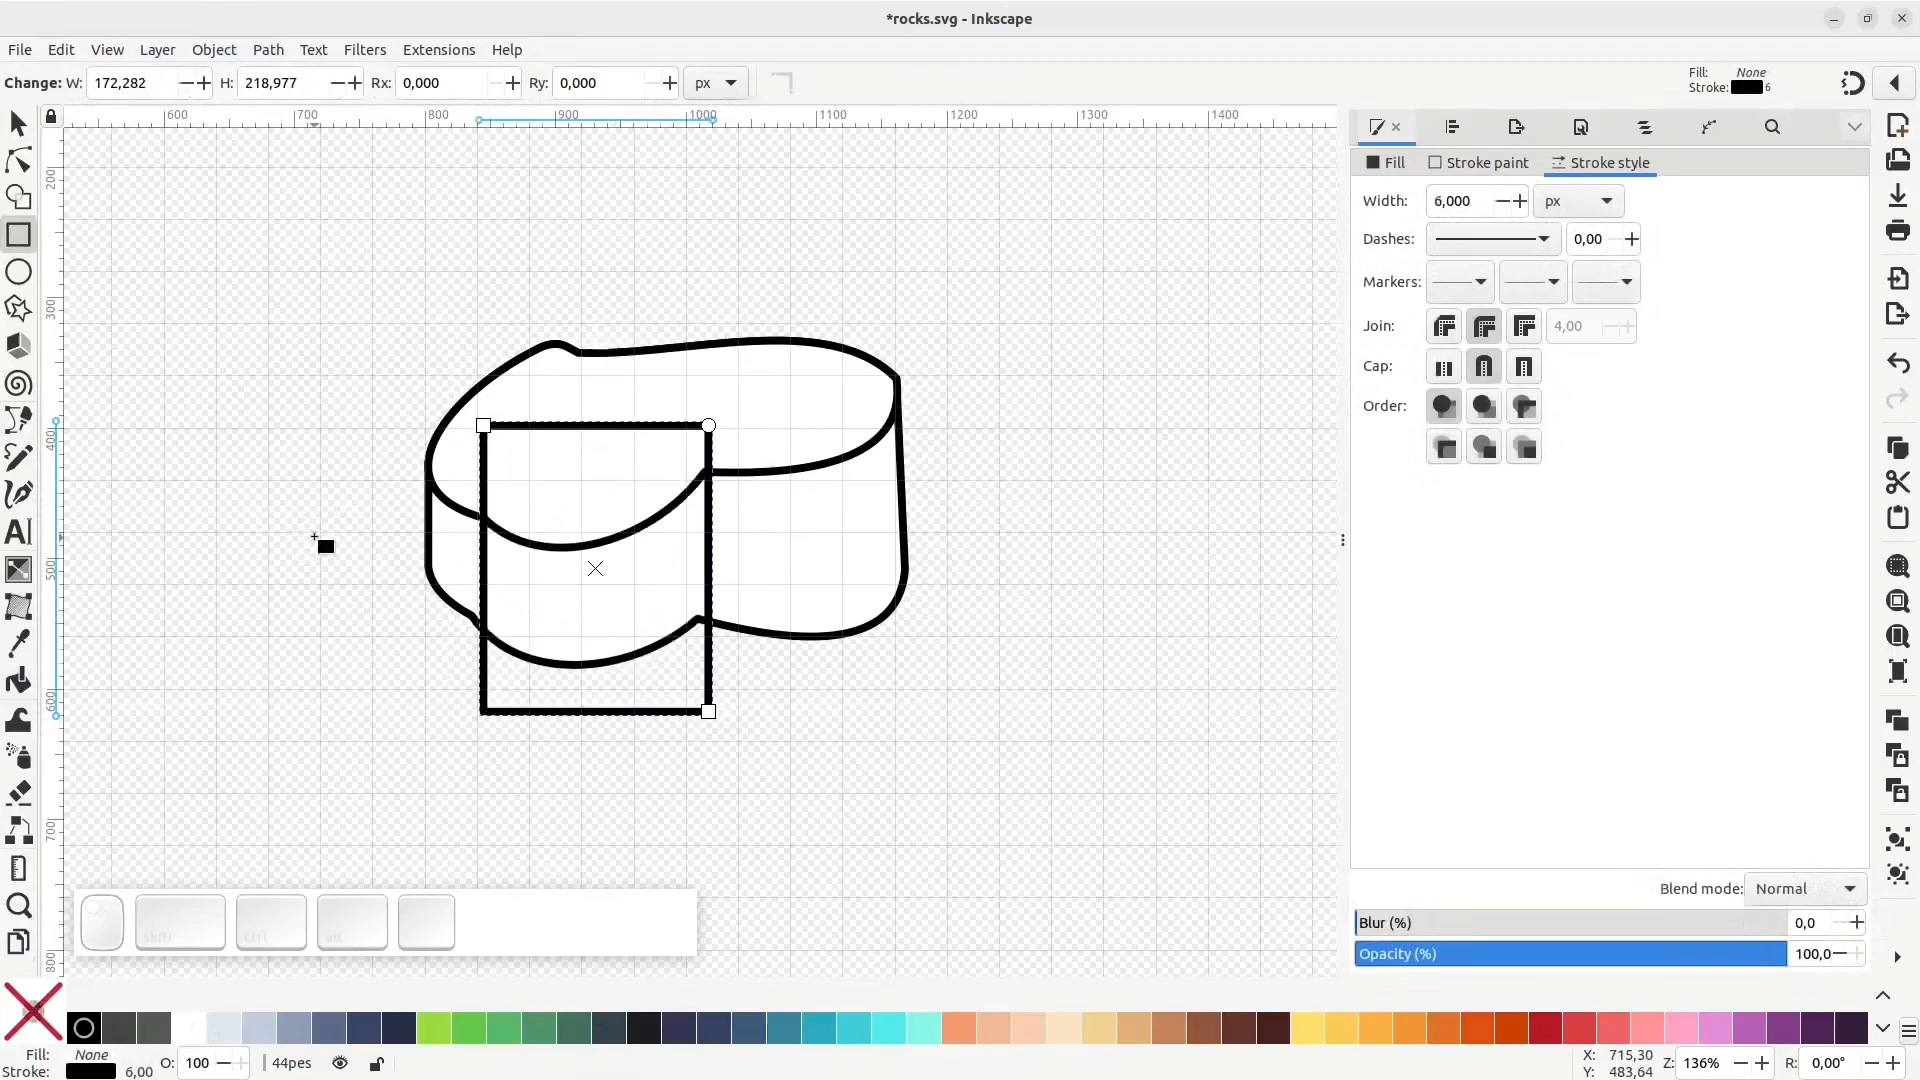 *rocks.svg - Inkscape
File Edit View Layer Object Path Filters Text Extensions Help
Change: W: 172,282 H: 218,977 Rx: 0,000 Ry: 0,000 px
Fill: None
Stroke: 6
600 700 800 900 1000 1100 1200 1300 1400
200
300
400
500
600
700
800
Fill Stroke paint Stroke style
Width: 6,000 px
Dashes: 0,00
Markers:
Join: 4,00
Cap:
Order:
Blend mode: Normal
Blur (%) 0,0
Opacity (%) 100,0
shift ctrl alt
Fill: None
Stroke: 6,00
O: 100
44pes
X: 715,30
Y: 483,64
Z: 136%
R: 0,00°